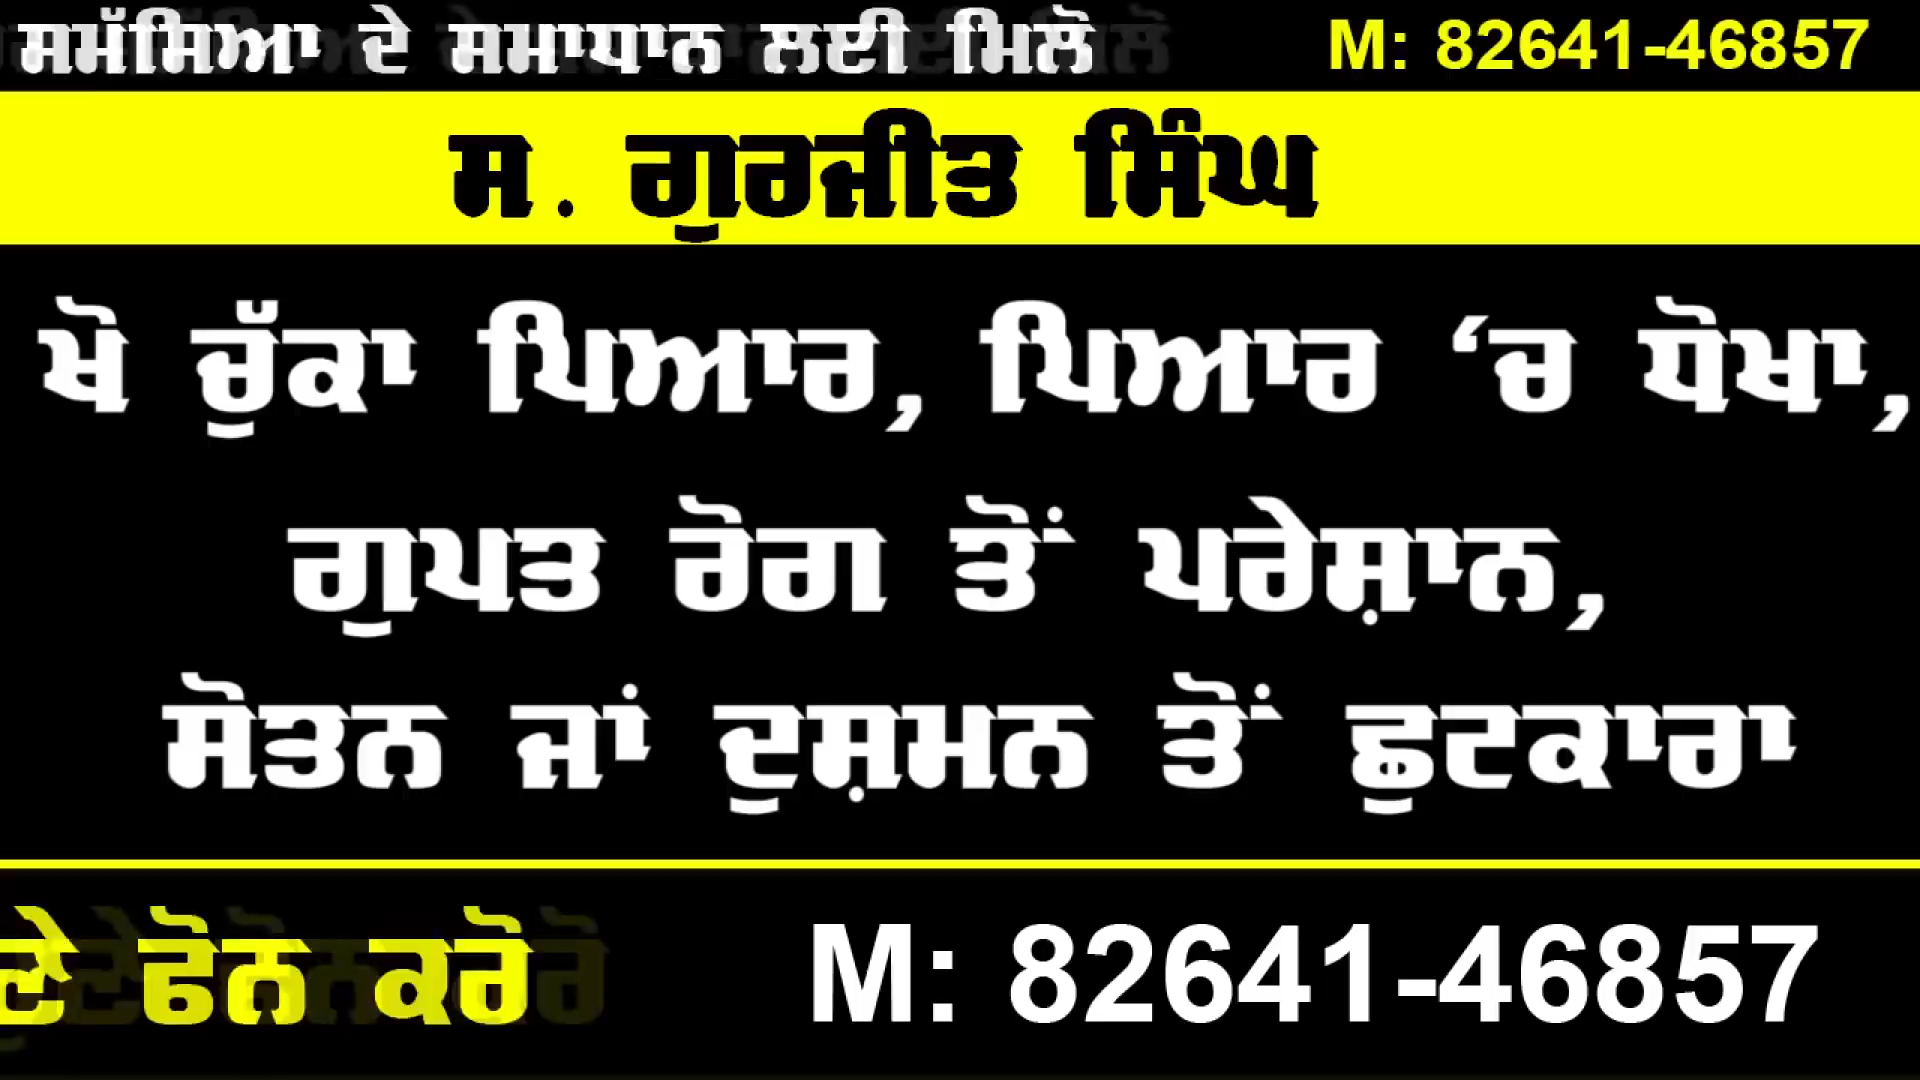 ਸਮੱਸਿਆ ਦੇ ਸਮਾਧਾਨ ਲਈ ਮਿਲੋ M: 82641-46857
ਸ. ਗੁਰਜੀਤ ਸਿੰਘ
ਖੋ ਚੁੱਕਾ ਪਿਆਰ, ਪਿਆਰ ‘ਚ ਧੋਖਾ,
ਗੁਪਤ ਰੋਗ ਤੋਂ ਪਰੇਸ਼ਾਨ,
ਸੋਤਨ ਜਾਂ ਦੁਸ਼ਮਨ ਤੋਂ ਛੁਟਕਾਰਾ
ਫੋਨ ਕਰੋ M: 82641-46857